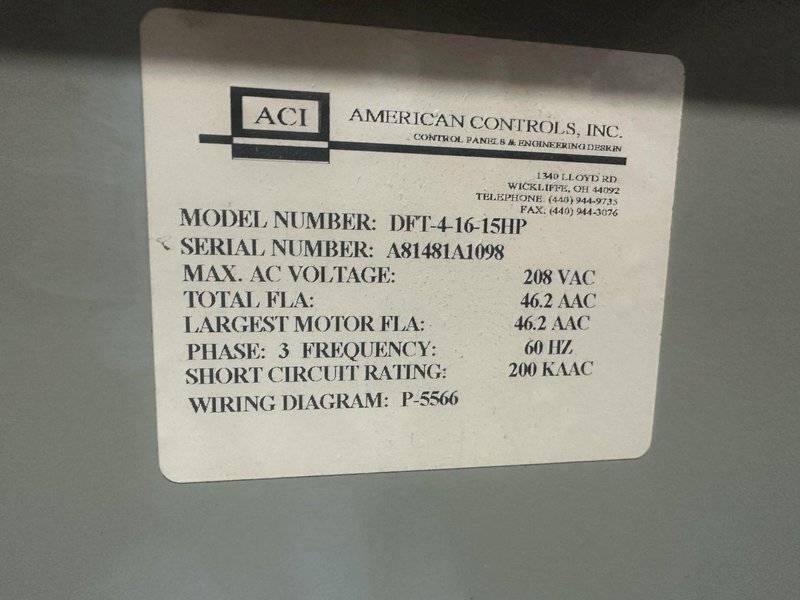 ACI
AMERICAN CONTROLS, INC.
CONTROL PANELS & ENGINEERING DESIGN
1340 LLOYD RD.
WICKLIFFE, OH 44092
TELEPHONE: (440) 944-9735
FAX: (440) 944-3076
MODEL NUMBER: DFT-4-16-15HP
SERIAL NUMBER: A81481A1098
MAX. AC VOLTAGE: 208 VAC
TOTAL FLA: 46.2 AAC
LARGEST MOTOR FLA: 46.2 AAC
PHASE: 3 FREQUENCY: 60 HZ
SHORT CIRCUIT RATING: 200 KAAC
WIRING DIAGRAM: P-5566